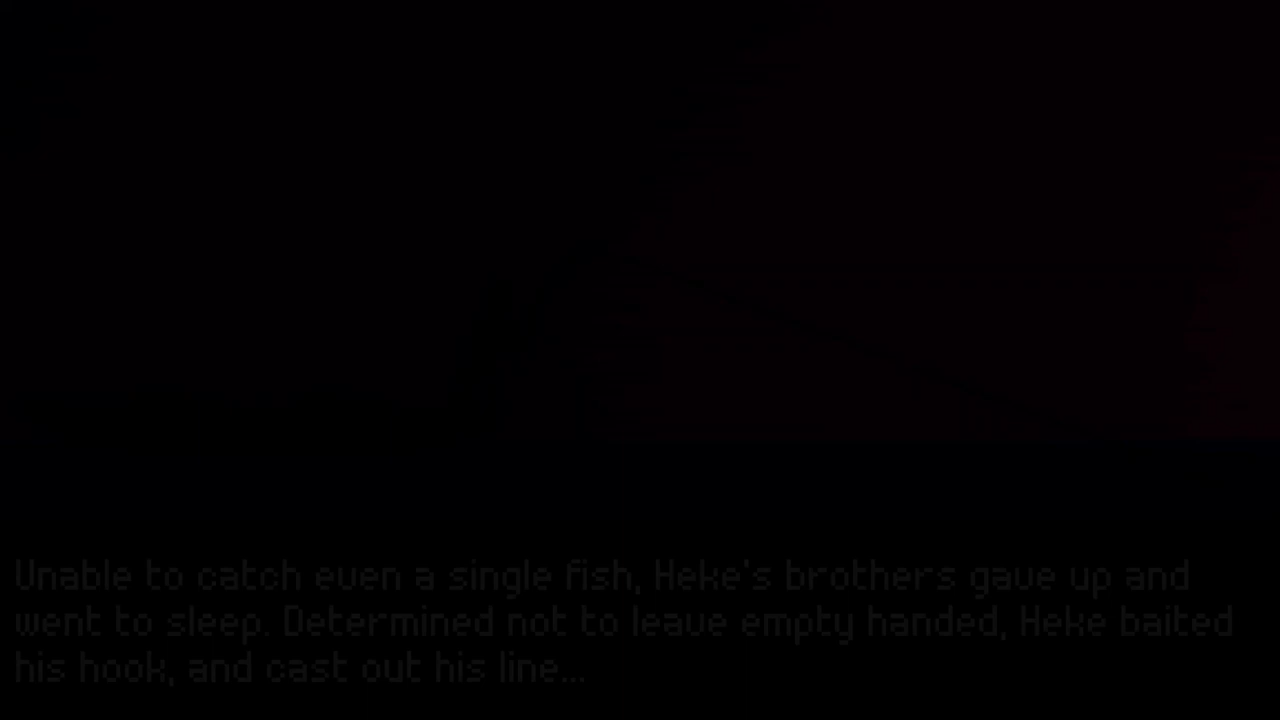 Unable to catch even a single fish, Heke's brothers gave up and
went to sleep. Determined not to leave empty handed, Heke baited
his hook, and cast out his line...